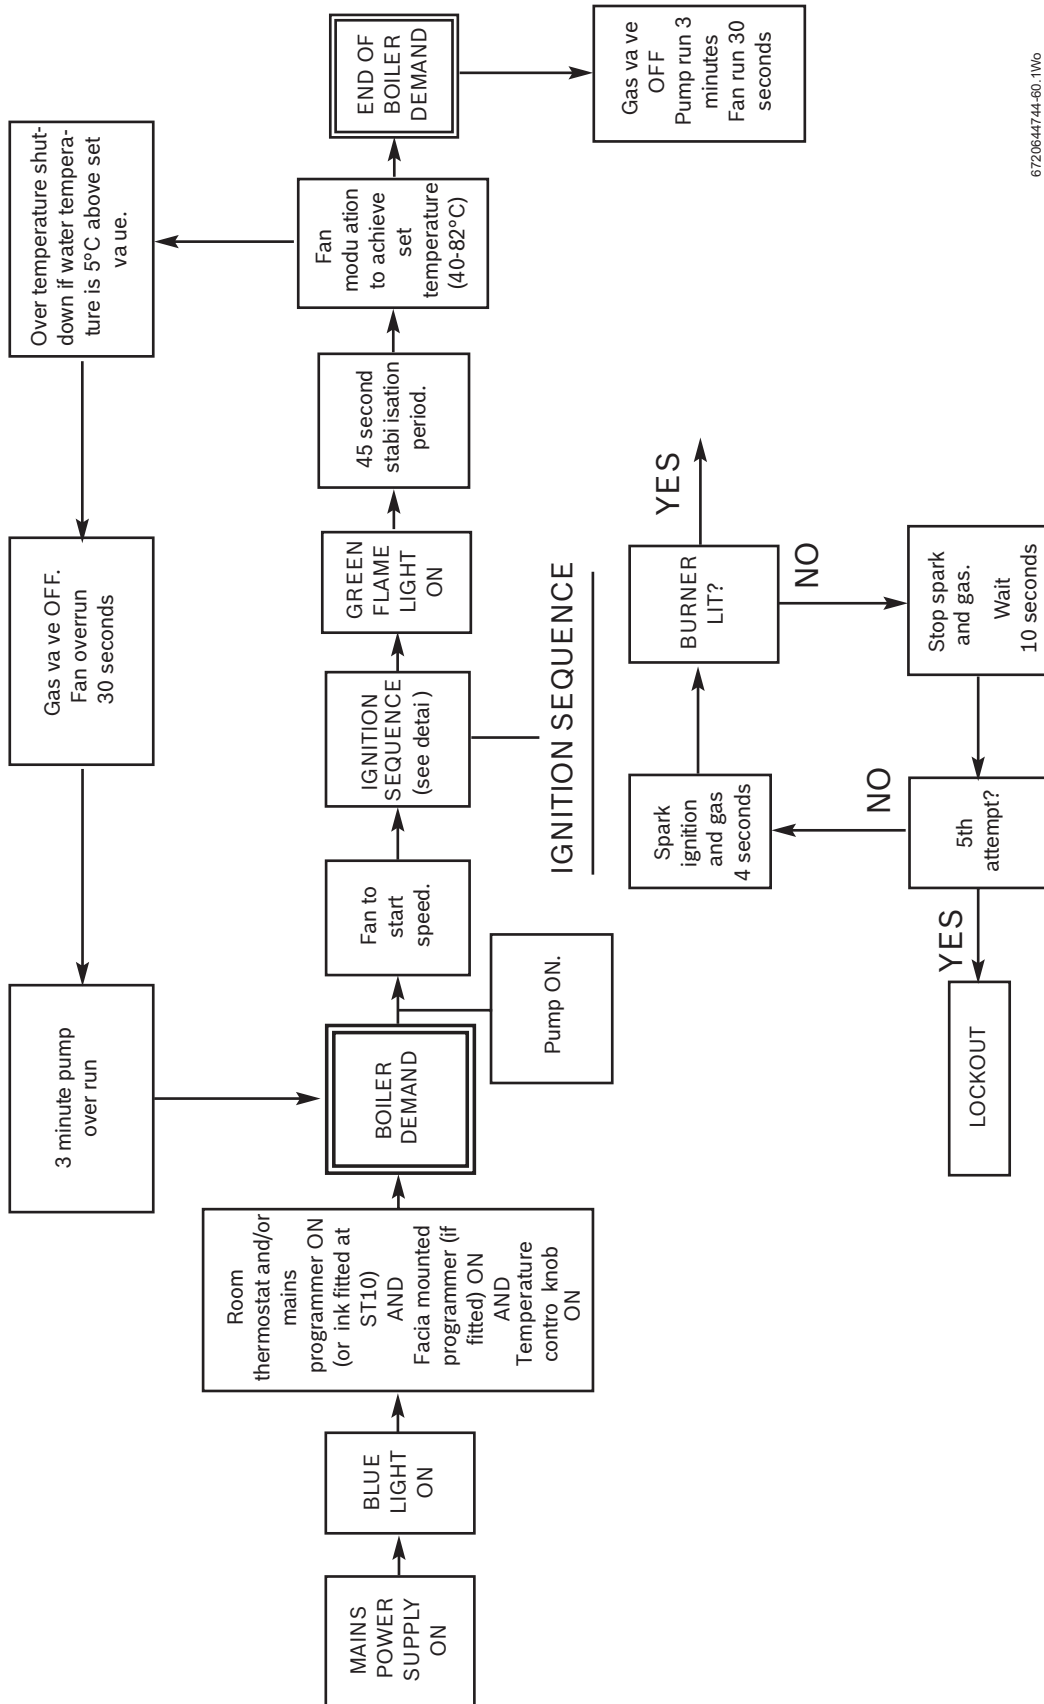 MAINS
POWER
SUPPLY
ON
BLUE
LIGHT
ON
Room
thermostat and/or
mains
programmer ON
(or ink fitted at
ST10)
AND
Facia mounted
programmer (if
fitted) ON
AND
Temperature
contro knob
ON
BOILER
DEMAND
Pump ON.
Fan to
start
speed.
IGNITION
SEQUENCE
(see detai )
GREEN
FLAME
LIGHT
ON
45 second
stabi isation
period.
Fan
modu ation
to achieve
set
temperature
(40-82°C)
END OF
BOILER
DEMAND
Gas va ve
OFF
Pump run 3
minutes
Fan run 30
seconds
Over temperature shut-
down if water tempera-
ture is 5°C above set
va ue.
Gas va ve OFF.
Fan overrun
30 seconds
3 minute pump
over run
IGNITION SEQUENCE
Spark
ignition
and gas
4 seconds
BURNER
LIT?
YES
NO
Stop spark
and gas.
Wait
10 seconds
5th
attempt?
NO
YES
LOCKOUT
6720644744-60.1Wo